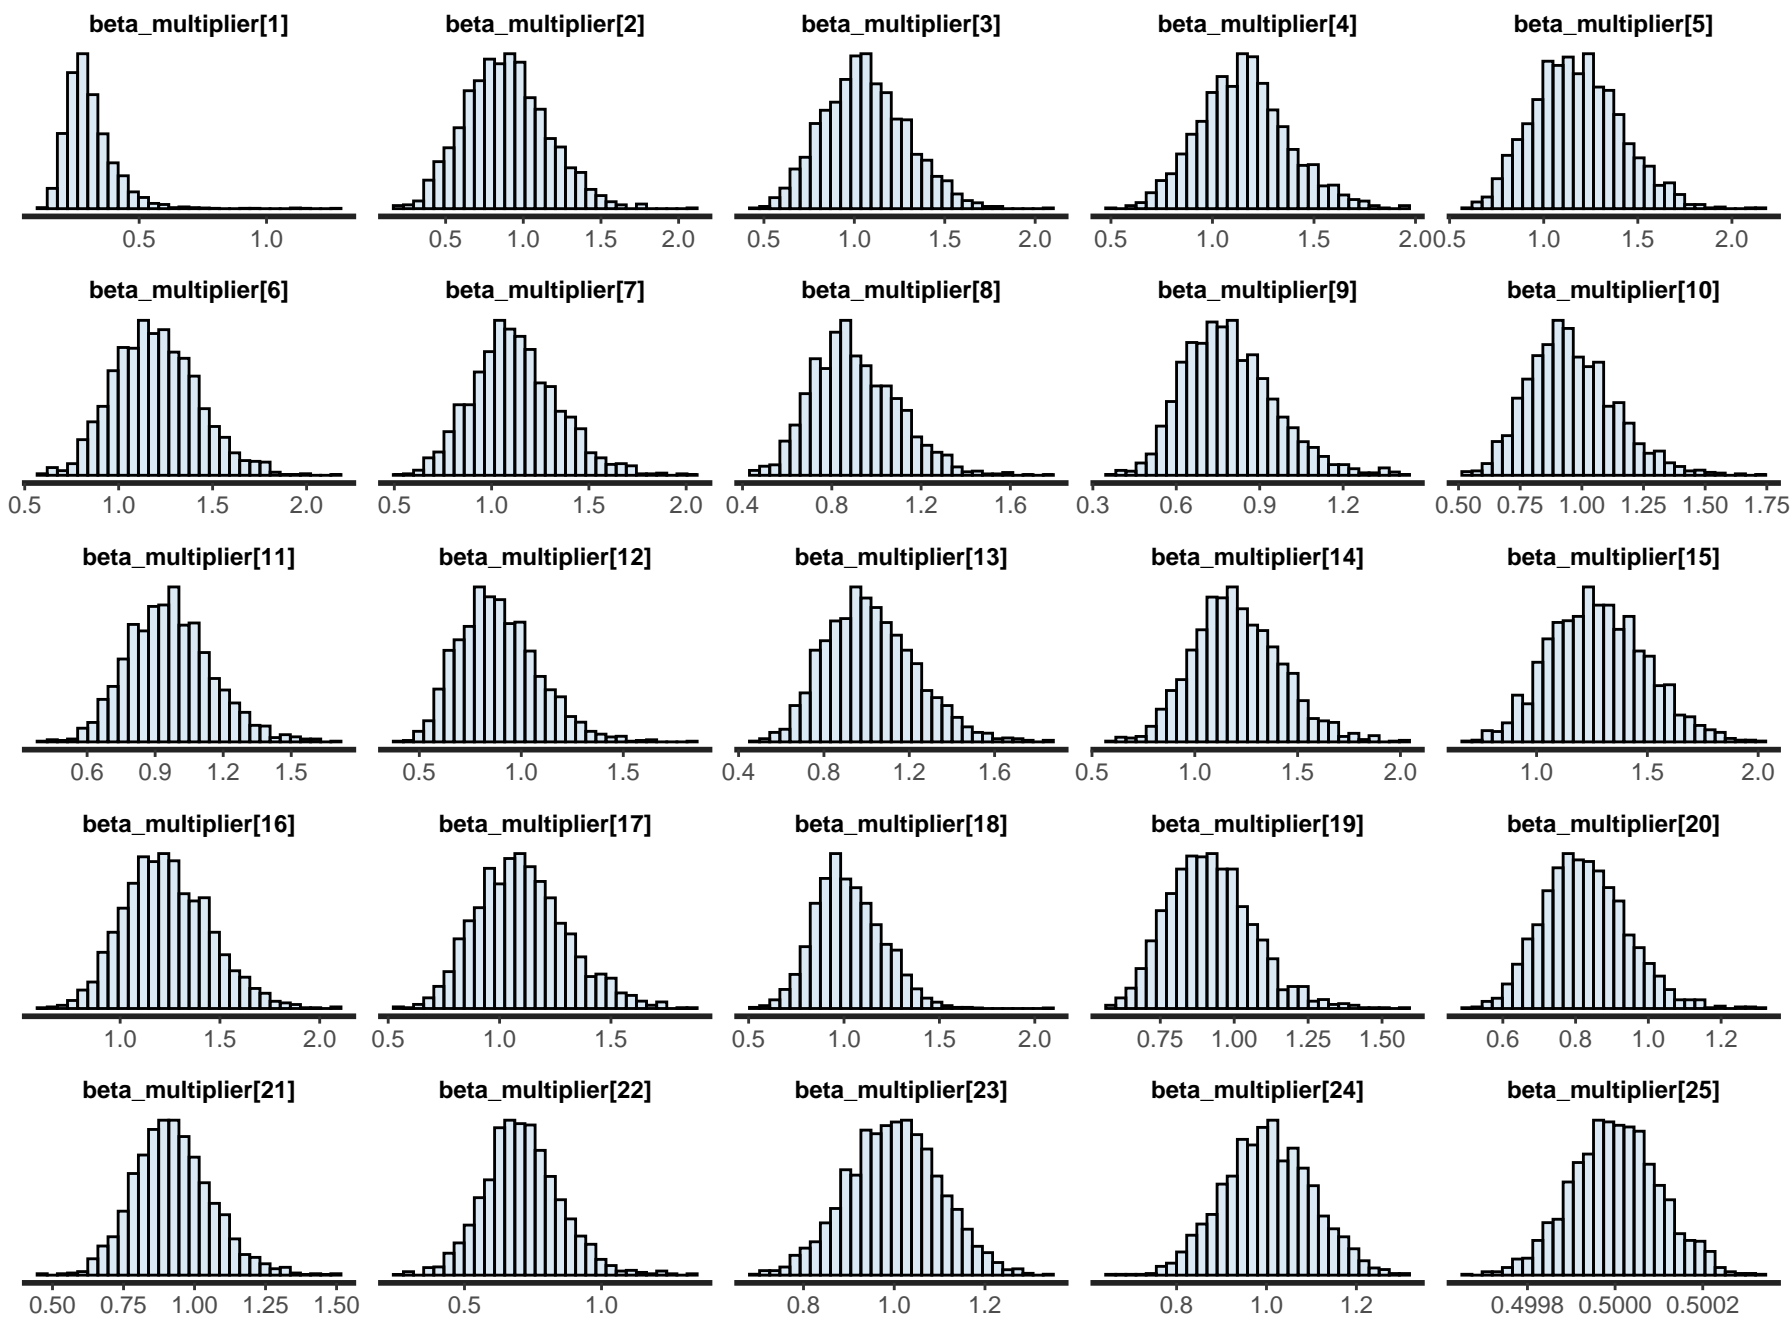 beta_multiplier[1] beta_multiplier[2] beta_multiplier[3] beta_multiplier[4] beta_multiplier[5]
0.5 1.0 0.5 1.0 1.5 2.0 0.5 1.0 1.5 2.0 0.5 1.0 1.5 2.0 0.5 1.0 1.5 2.0
beta_multiplier[6] beta_multiplier[7] beta_multiplier[8] beta_multiplier[9] beta_multiplier[10]
0.5 1.0 1.5 2.0 0.5 1.0 1.5 2.0 0.4 0.8 1.2 1.6 0.3 0.6 0.9 1.2 0.50 0.75 1.00 1.25 1.50 1.75
beta_multiplier[11] beta_multiplier[12] beta_multiplier[13] beta_multiplier[14] beta_multiplier[15]
0.6 0.9 1.2 1.5 0.5 1.0 1.5 0.4 0.8 1.2 1.6 0.5 1.0 1.5 2.0 1.0 1.5 2.0
beta_multiplier[16] beta_multiplier[17] beta_multiplier[18] beta_multiplier[19] beta_multiplier[20]
1.0 1.5 2.0 0.5 1.0 1.5 0.5 1.0 1.5 2.0 0.75 1.00 1.25 1.50 0.6 0.8 1.0 1.2
beta_multiplier[21] beta_multiplier[22] beta_multiplier[23] beta_multiplier[24] beta_multiplier[25]
0.50 0.75 1.00 1.25 1.50 0.5 1.0 0.8 1.0 1.2 0.8 1.0 1.2 0.4998 0.5000 0.5002